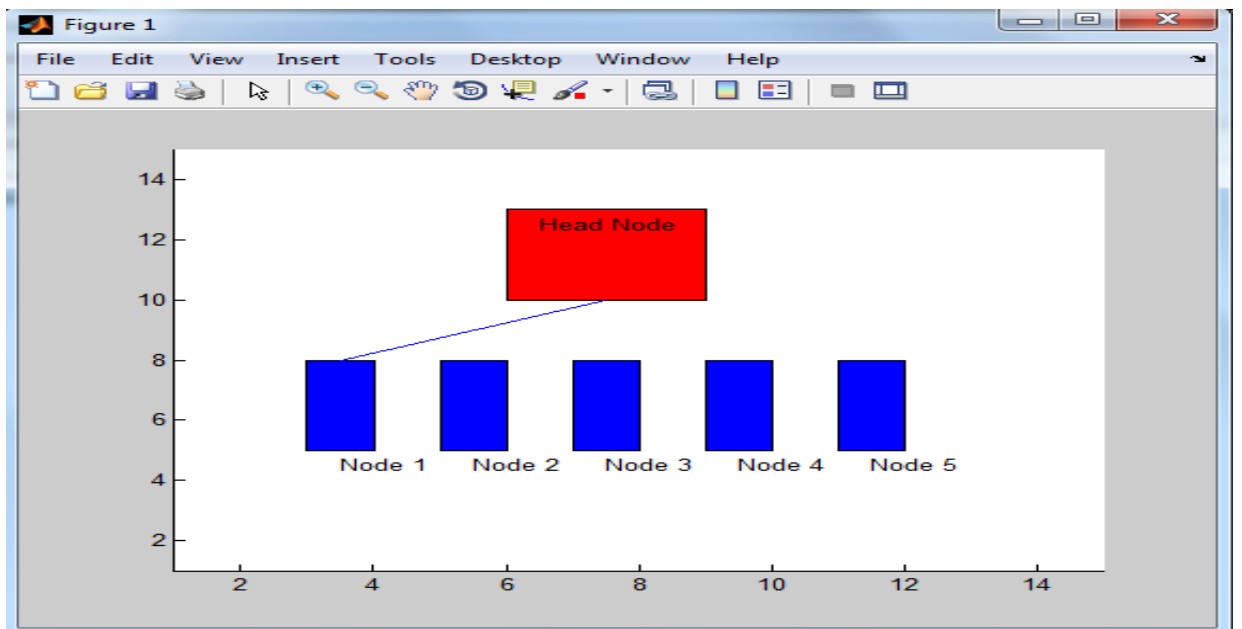 Figure 1
File Edit View Insert Tools Desktop Window Help
14
Head Node
12
10
8
6
Node 1 Node 2 Node 3 Node 4 Node 5
4
2
2 4 6 8 10 12 14